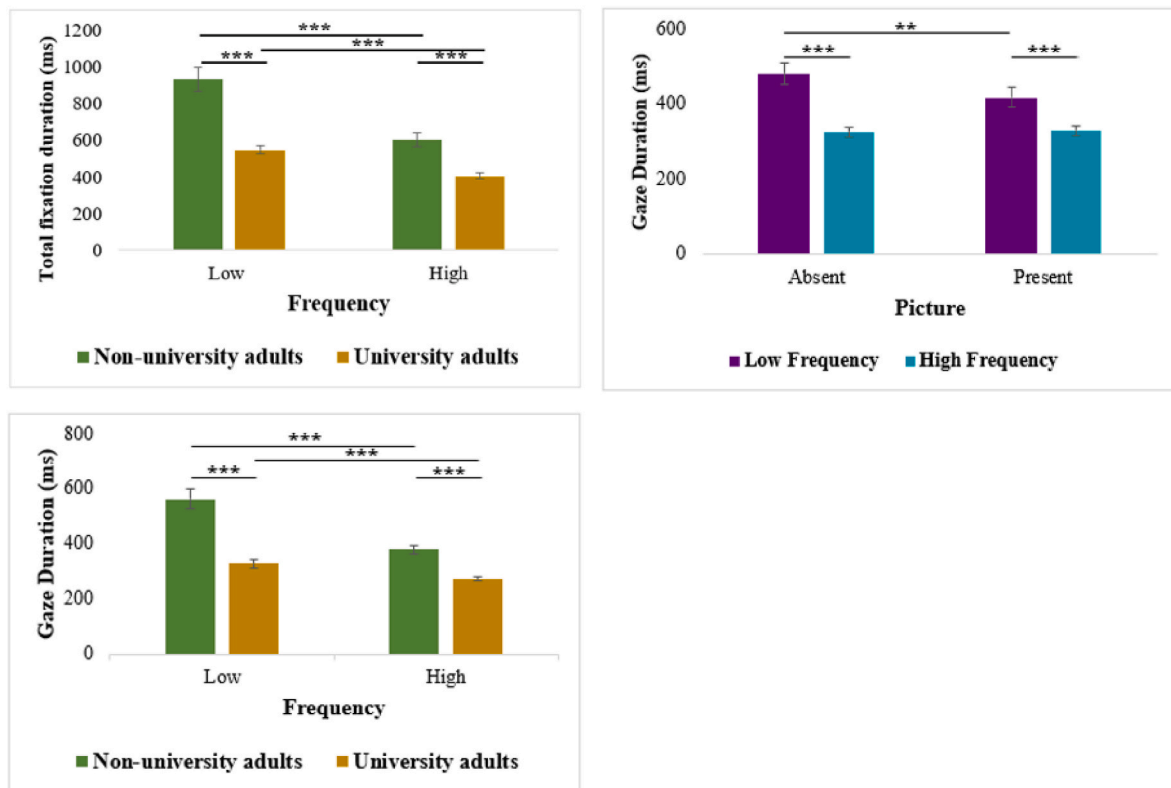 1200
1000
800
600
400
200
0
Total fixation duration (ms)
***
***
***
***
Low High
Frequency
Non-university adults University adults
600
400
200
0
Gaze Duration (ms)
**
*** ***
Absent Present
Picture
Low Frequency High Frequency
800
600
400
200
0
Gaze Duration (ms)
***
***
***
***
Low High
Frequency
Non-university adults University adults